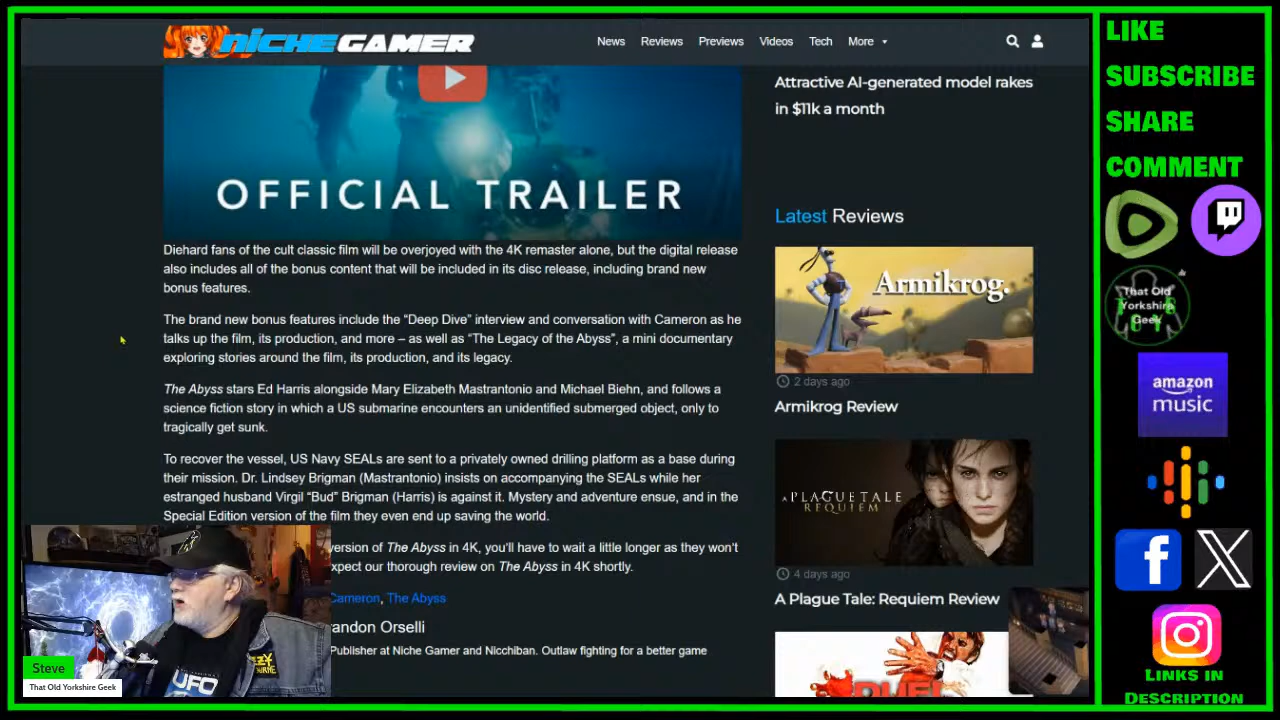 NICHEGAMER
News Reviews Previews Videos Tech More
OFFICIAL TRAILER
Diehard fans of the cult classic film will be overjoyed with the 4K remaster alone, but the digital release
also includes all of the bonus content that will be included in its disc release, including brand new
bonus features.
The brand new bonus features include the “Deep Dive” interview and conversation with Cameron as he
talks up the film, its production, and more – as well as “The Legacy of the Abyss”, a mini documentary
exploring stories around the film, its production, and its legacy.
The Abyss stars Ed Harris alongside Mary Elizabeth Mastrantonio and Michael Biehn, and follows a
science fiction story in which a US submarine encounters an unidentified submerged object, only to
tragically get sunk.
To recover the vessel, US Navy SEALs are sent to a privately owned drilling platform as a base during
their mission. Dr. Lindsey Brigman (Mastrantonio) insists on accompanying the SEALs while her
estranged husband Virgil “Bud” Brigman (Harris) is against it. Mystery and adventure ensue, and in the
Special Edition version of the film they even end up saving the world.
version of The Abyss in 4K, you'll have to wait a little longer as they won't
xpect our thorough review on The Abyss in 4K shortly.
Cameron, The Abyss
randon Orselli
Publisher at Niche Gamer and Nicchiban. Outlaw fighting for a better game
Attractive AI-generated model rakes
in $11k a month
Latest Reviews
Armikrog.
2 days ago
Armikrog Review
A PLAGUE TALE
REQUIEM
4 days ago
A Plague Tale: Requiem Review
UFO
Steve
That Old Yorkshire Geek
LIKE
SUBSCRIBE
SHARE
COMMENT
That Old
Yorkshire
Geek
amazon
music
LINKS IN
DESCRIPTION